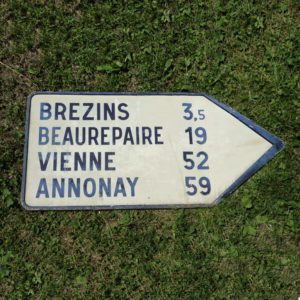 BREZINS 3,5
BEAUREPAIRE 19
VIENNE 52
ANNONAY 59